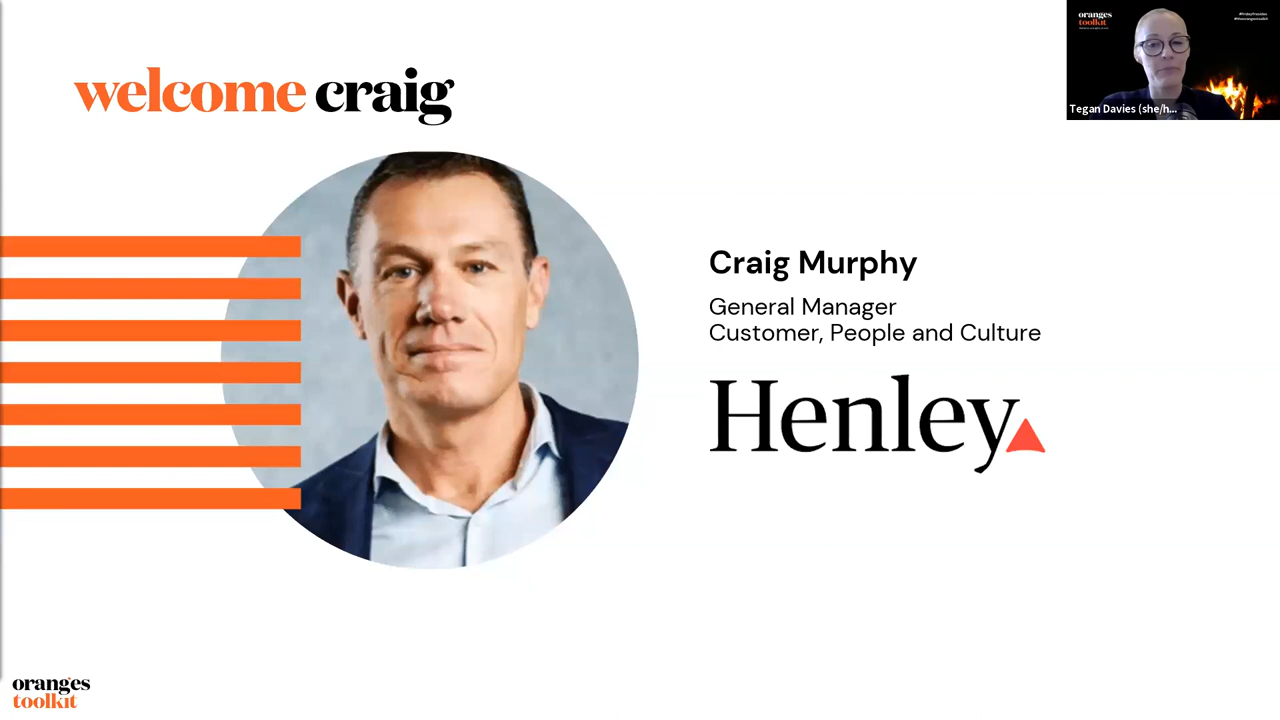 welcome craig
Craig Murphy
General Manager
Customer, People and Culture
Henley
oranges
toolkit
Tegan Davies (she/h...
oranges
toolkit